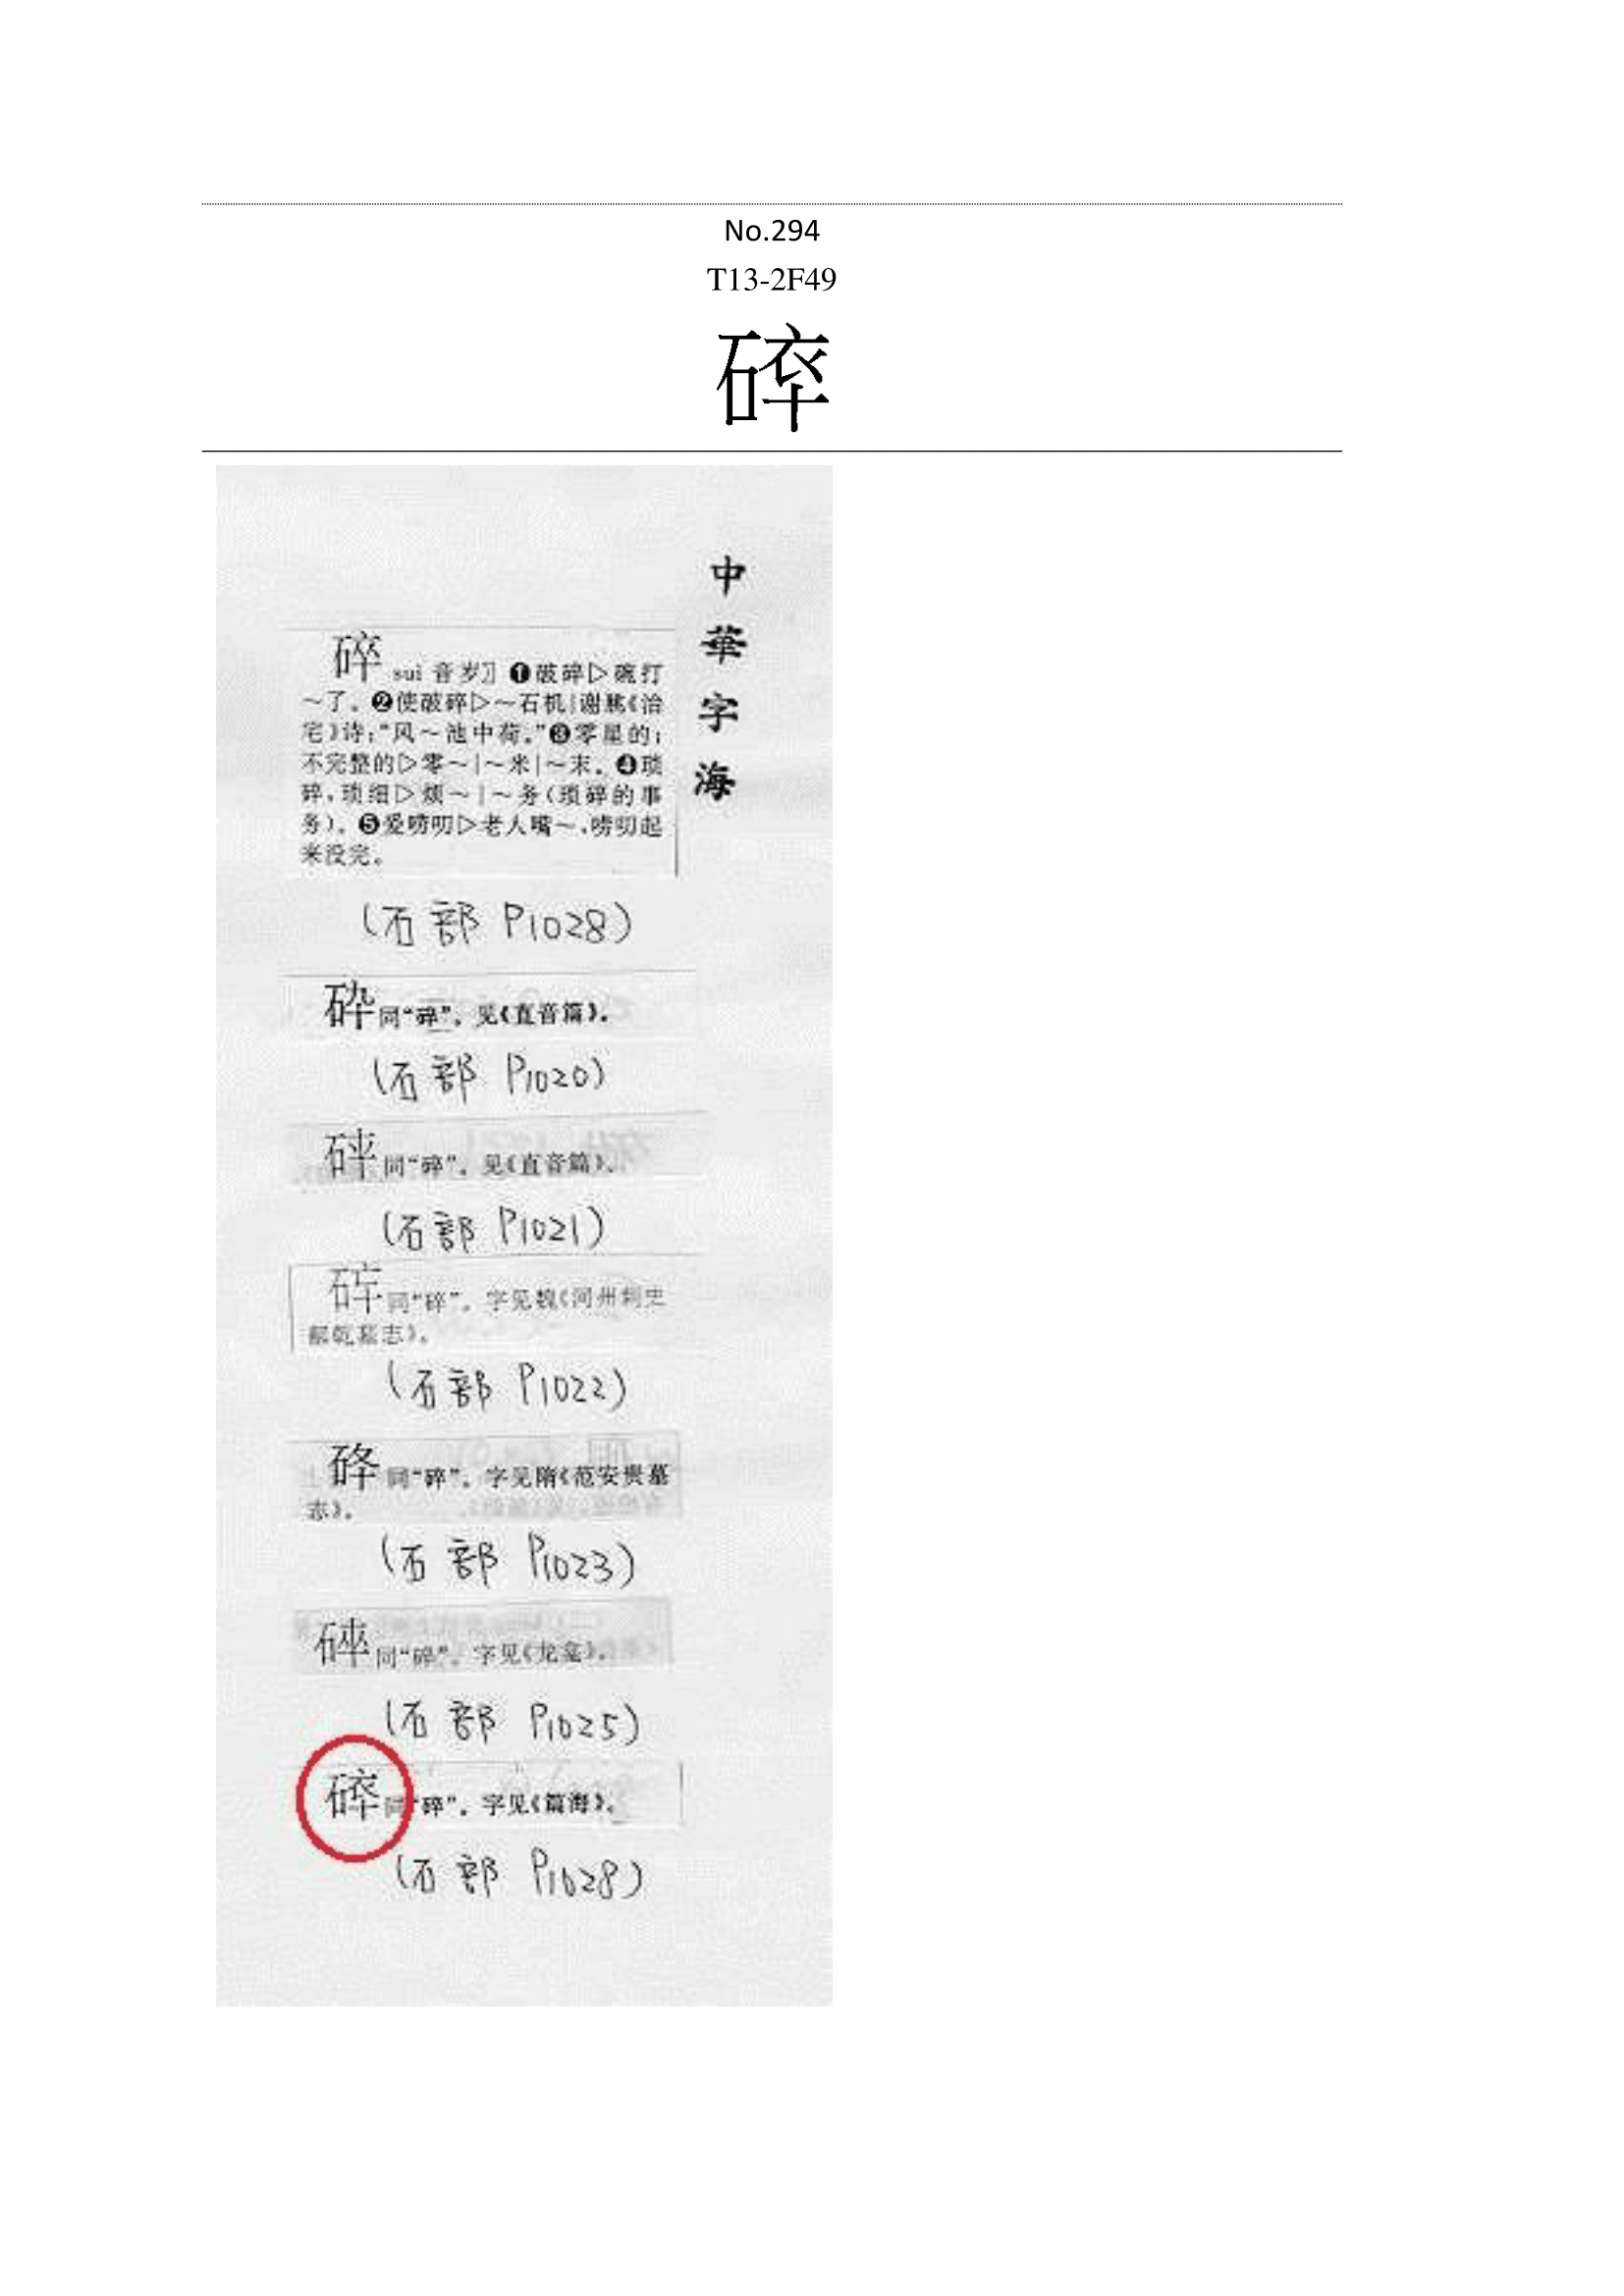 No.294
T13-2F49
中華字海
碎 suì 音岁〗❶破碎▷碗打
～了。❷使破碎▷～石机|谢朓《治
宅》诗:“风～池中荷。”❸零星的;
不完整的▷零～|～米|～末。❹琐
碎,琐细▷烦～|～务(琐碎的事
务)。❺爱唠叨▷老人嘴～,唠叨起
来没完。
(石部 P1028)
砕同“碎”。见《直音篇》。
(石部 P1020)
同“碎”。见《直音篇》。
(石部 P1021)
同“碎”。字见魏《河州刺史
乾墓志》。
(石部 P1022)
同“碎”。字见隋《范安贵墓
志》。
(石部 P1023)
同“碎”。字见《龙龛》。
(石部 P1025)
同“碎”。字见《篇海》。
(石部 P1028)